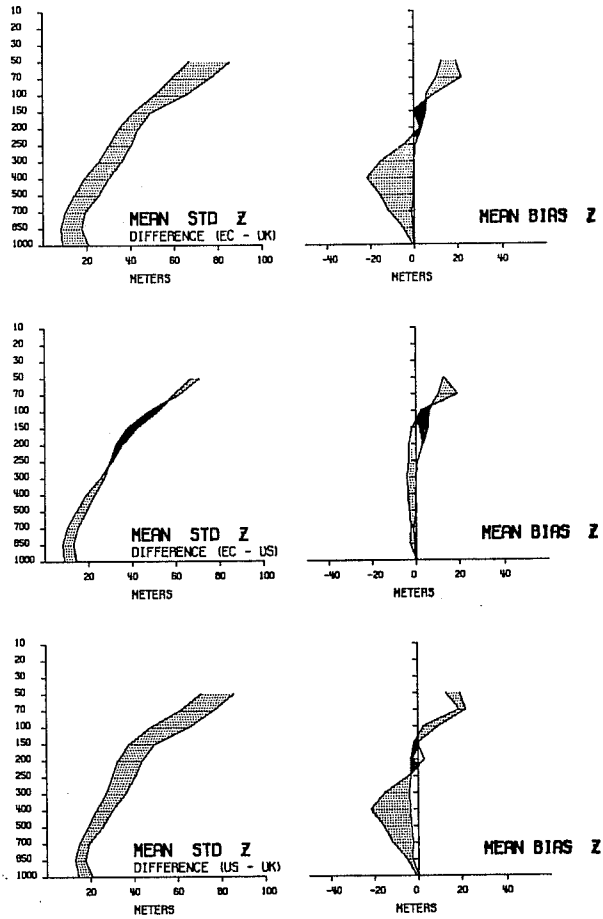 10
20
30
50
70
100
150
200
250
300
400
500
700
850
1000
MEAN STD Z
DIFFERENCE (EC - UK)
20 40 60 80 100
METERS
MEAN BIAS Z
-40 -20 0 20 40
METERS
10
20
30
50
70
100
150
200
250
300
400
500
700
850
1000
MEAN STD Z
DIFFERENCE (EC - US)
20 40 60 80 100
METERS
MEAN BIAS Z
-40 -20 0 20 40
METERS
10
20
30
50
70
100
150
200
250
300
400
500
700
850
1000
MEAN STD Z
DIFFERENCE (US - UK)
20 40 60 80 100
METERS
MEAN BIAS Z
-40 -20 0 20 40
METERS